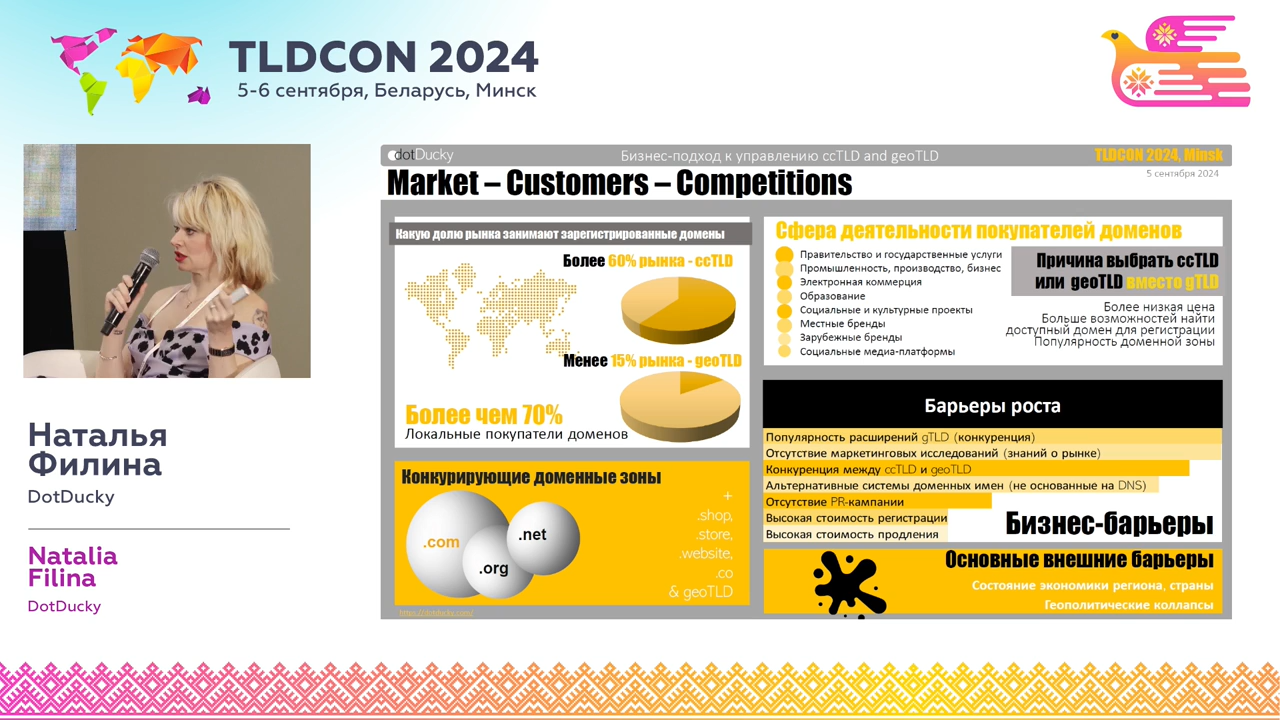 TLDCON 2024
5-6 сентября, Беларусь, Минск
Наталья
Филина
DotDucky
Natalia
Filina
DotDucky
dotDucky
Бизнес-подход к управлению ccTLD and geoTLD
TLDCON 2024, Minsk
5 сентября 2024
Market – Customers – Competitions
Какую долю рынка занимают зарегистрированные домены
Более 60% рынка - ccTLD
Менее 15% рынка - geoTLD
Более чем 70%
Локальные покупатели доменов
Конкурирующие доменные зоны
.com
.org
.net
+
.shop,
.store,
.website,
.co
& geoTLD
https://dotducky.com/
Сфера деятельности покупателей доменов
Правительство и государственные услуги
Промышленность, производство, бизнес
Электронная коммерция
Образование
Социальные и культурные проекты
Местные бренды
Зарубежные бренды
Социальные медиа-платформы
Причина выбрать ccTLD
или geoTLD вместо gTLD
Более низкая цена
Больше возможностей найти
доступный домен для регистрации
Популярность доменной зоны
Барьеры роста
Популярность расширений gTLD (конкуренция)
Отсутствие маркетинговых исследований (знаний о рынке)
Конкуренция между ccTLD и geoTLD
Альтернативные системы доменных имен (не основанные на DNS)
Отсутствие PR-кампании
Высокая стоимость регистрации
Высокая стоимость продления
Бизнес-барьеры
Основные внешние барьеры
Состояние экономики региона, страны
Геополитические коллапсы